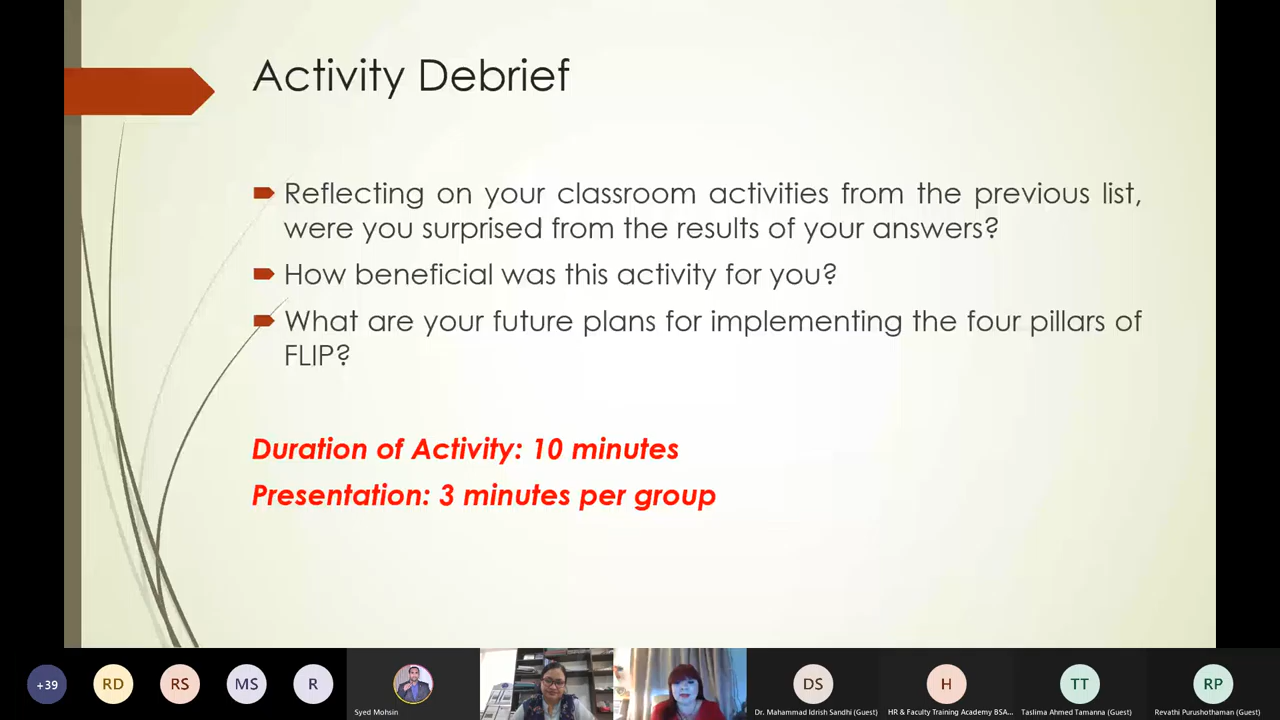 Activity Debrief
Reflecting on your classroom activities from the previous list,
were you surprised from the results of your answers?
How beneficial was this activity for you?
What are your future plans for implementing the four pillars of
FLIP?
Duration of Activity: 10 minutes
Presentation: 3 minutes per group
+39
RD
RS
MS
R
DS
H
TT
RP
Syed Mohsin
Dr. Mahammad Idrish Sandhi (Guest)
HR & Faculty Training Academy BSA...
Taslima Ahmed Tamanna (Guest)
Revathi Purushothaman (Guest)